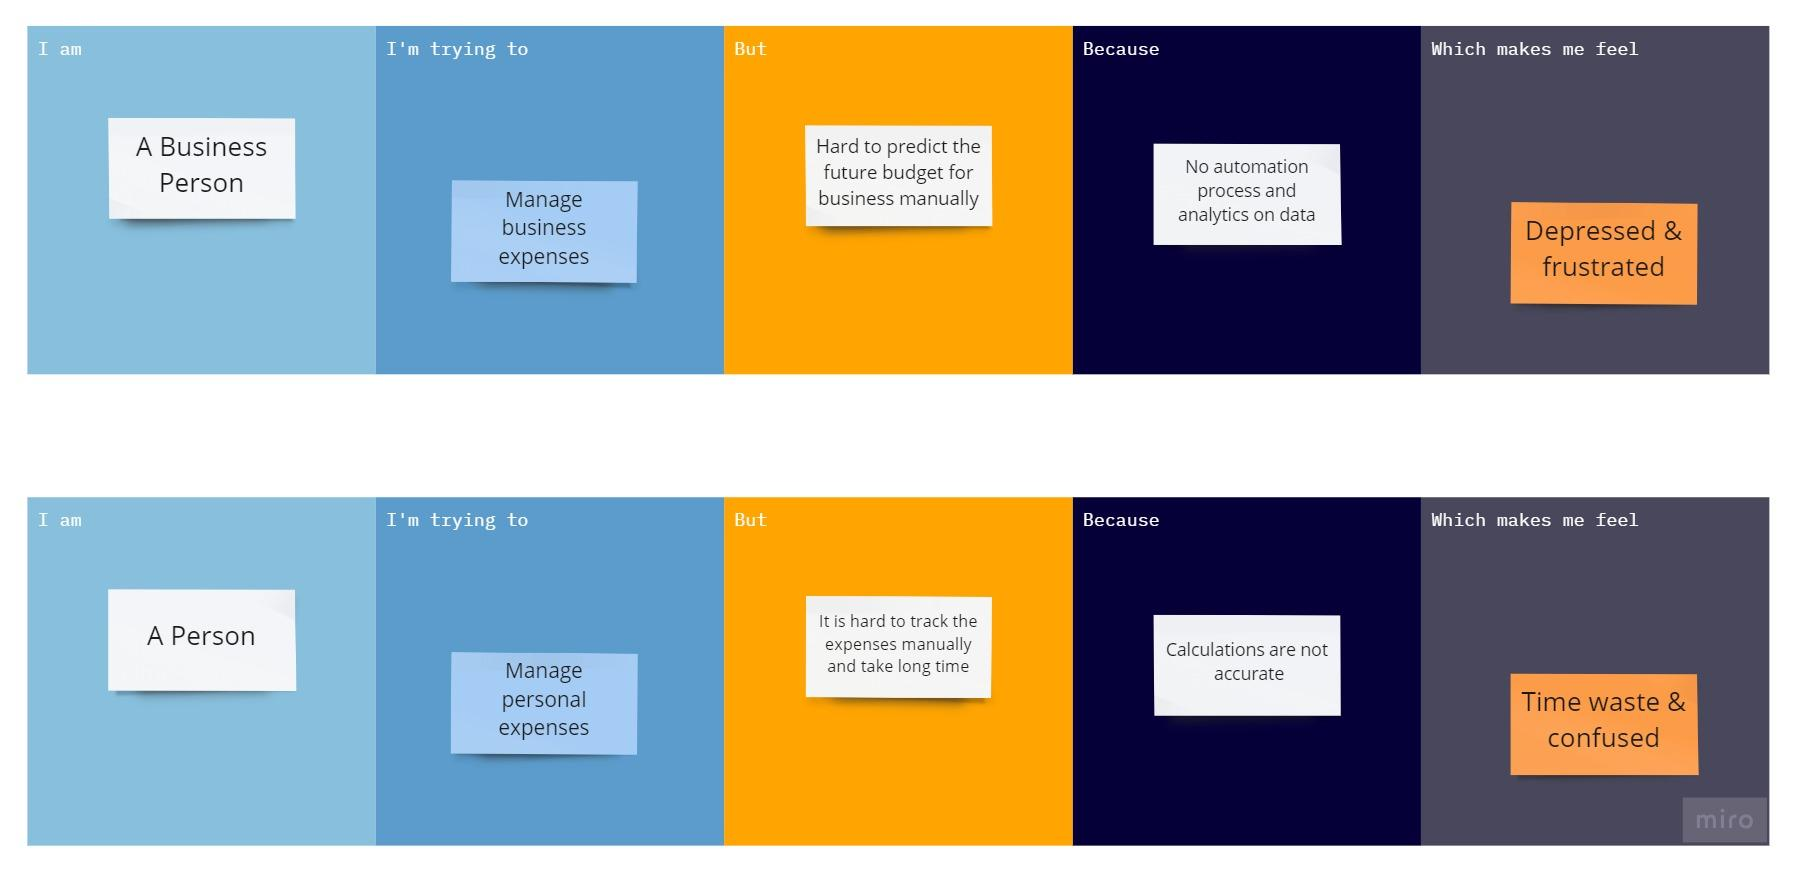 I am
I'm trying to
But
Because
Which makes me feel
A Business
Person
Manage
business
expenses
Hard to predict the
future budget for
business manually
No automation
process and
analytics on data
Depressed &
frustrated
I am
I'm trying to
But
Because
Which makes me feel
A Person
Manage
personal
expenses
It is hard to track the
expenses manually
and take long time
Calculations are not
accurate
Time waste &
confused
miro